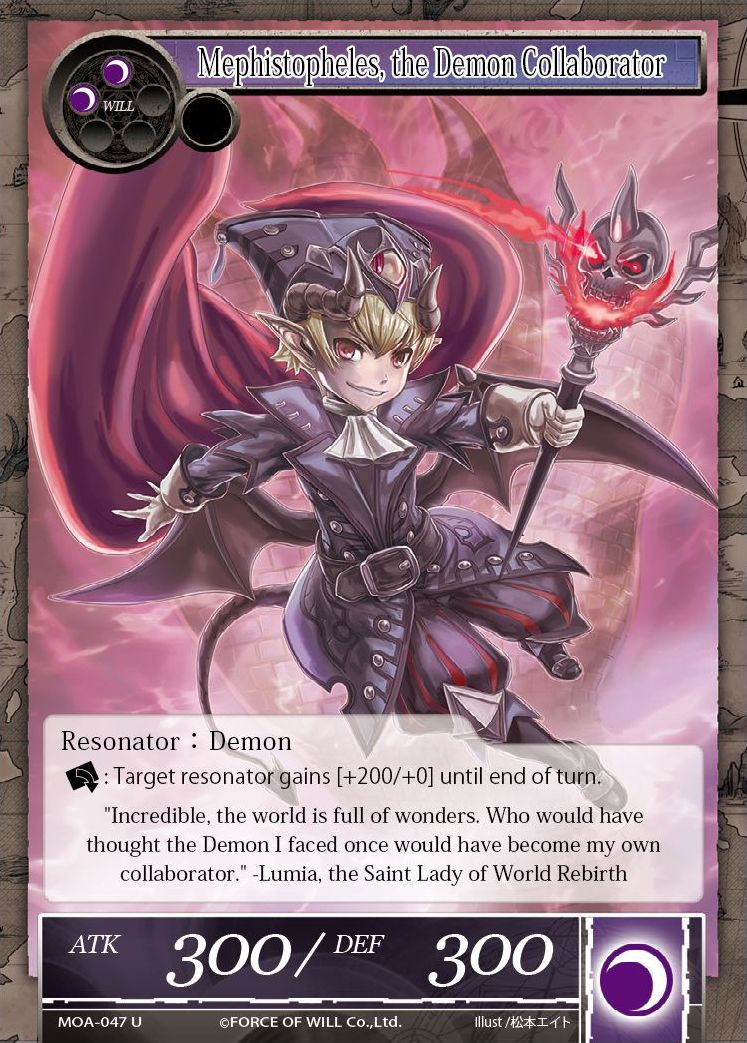 Mephistopheles, the Demon Collaborator
WILL
Resonator : Demon
: Target resonator gains [+200/+0] until end of turn.
"Incredible, the world is full of wonders. Who would have
thought the Demon I faced once would have become my own
collaborator." -Lumia, the Saint Lady of World Rebirth
ATK 300 / DEF 300
MOA-047 U ©FORCE OF WILL Co.,Ltd. Illust /松本エイト